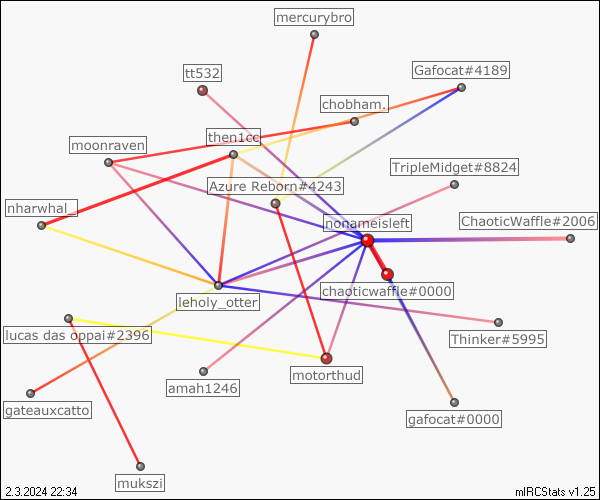 mercurybro
tt532
Gafocat#4189
chobham.
then1cc
moonraven
TripleMidget#8824
Azure Reborn#4243
nharwhal_
nonameisleft
ChaoticWaffle#2006
chaoticwaffle#0000
leholy_otter
lucas das oppai#2396
Thinker#5995
motorthud
amah1246
gateauxcatto
gafocat#0000
mukszi
2.3.2024 22:34
mIRCStats v1.25